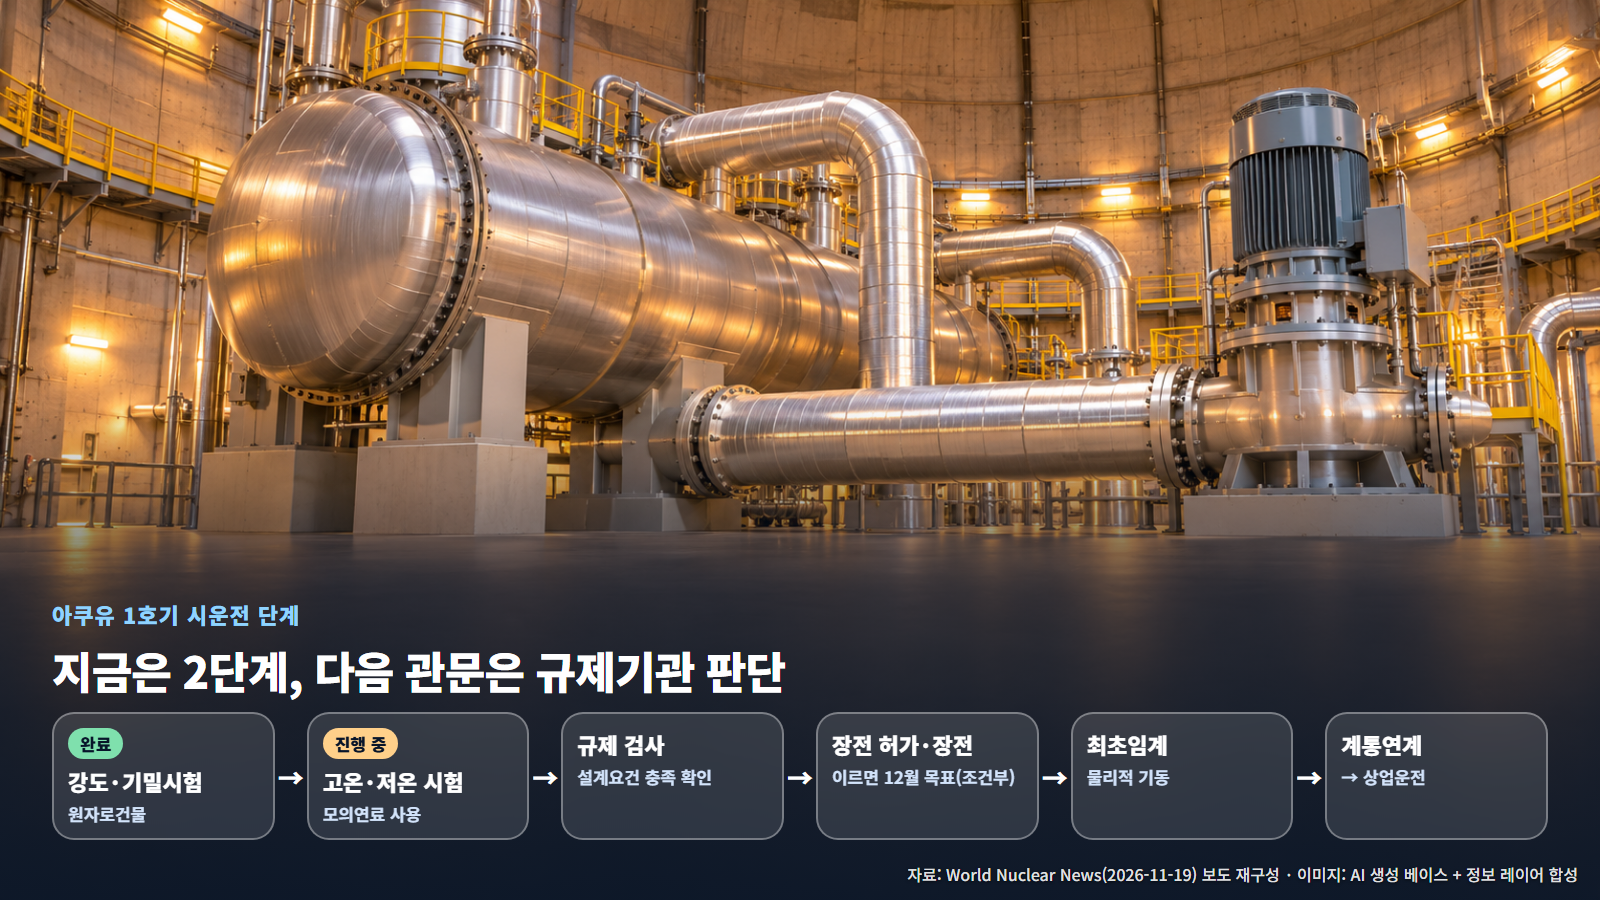 아쿠유 1호기 시운전 단계
지금은 2단계, 다음 관문은 규제기관 판단
완료
강도·기밀시험
원자로건물
→
진행 중
고온·저온 시험
모의연료 사용
→
규제 검사
설계요건 충족 확인
→
장전 허가·장전
이르면 12월 목표(조건부)
→
최초임계
물리적 기동
→
계통연계
→ 상업운전
자료: World Nuclear News(2026-11-19) 보도 재구성 · 이미지: AI 생성 베이스 + 정보 레이어 합성